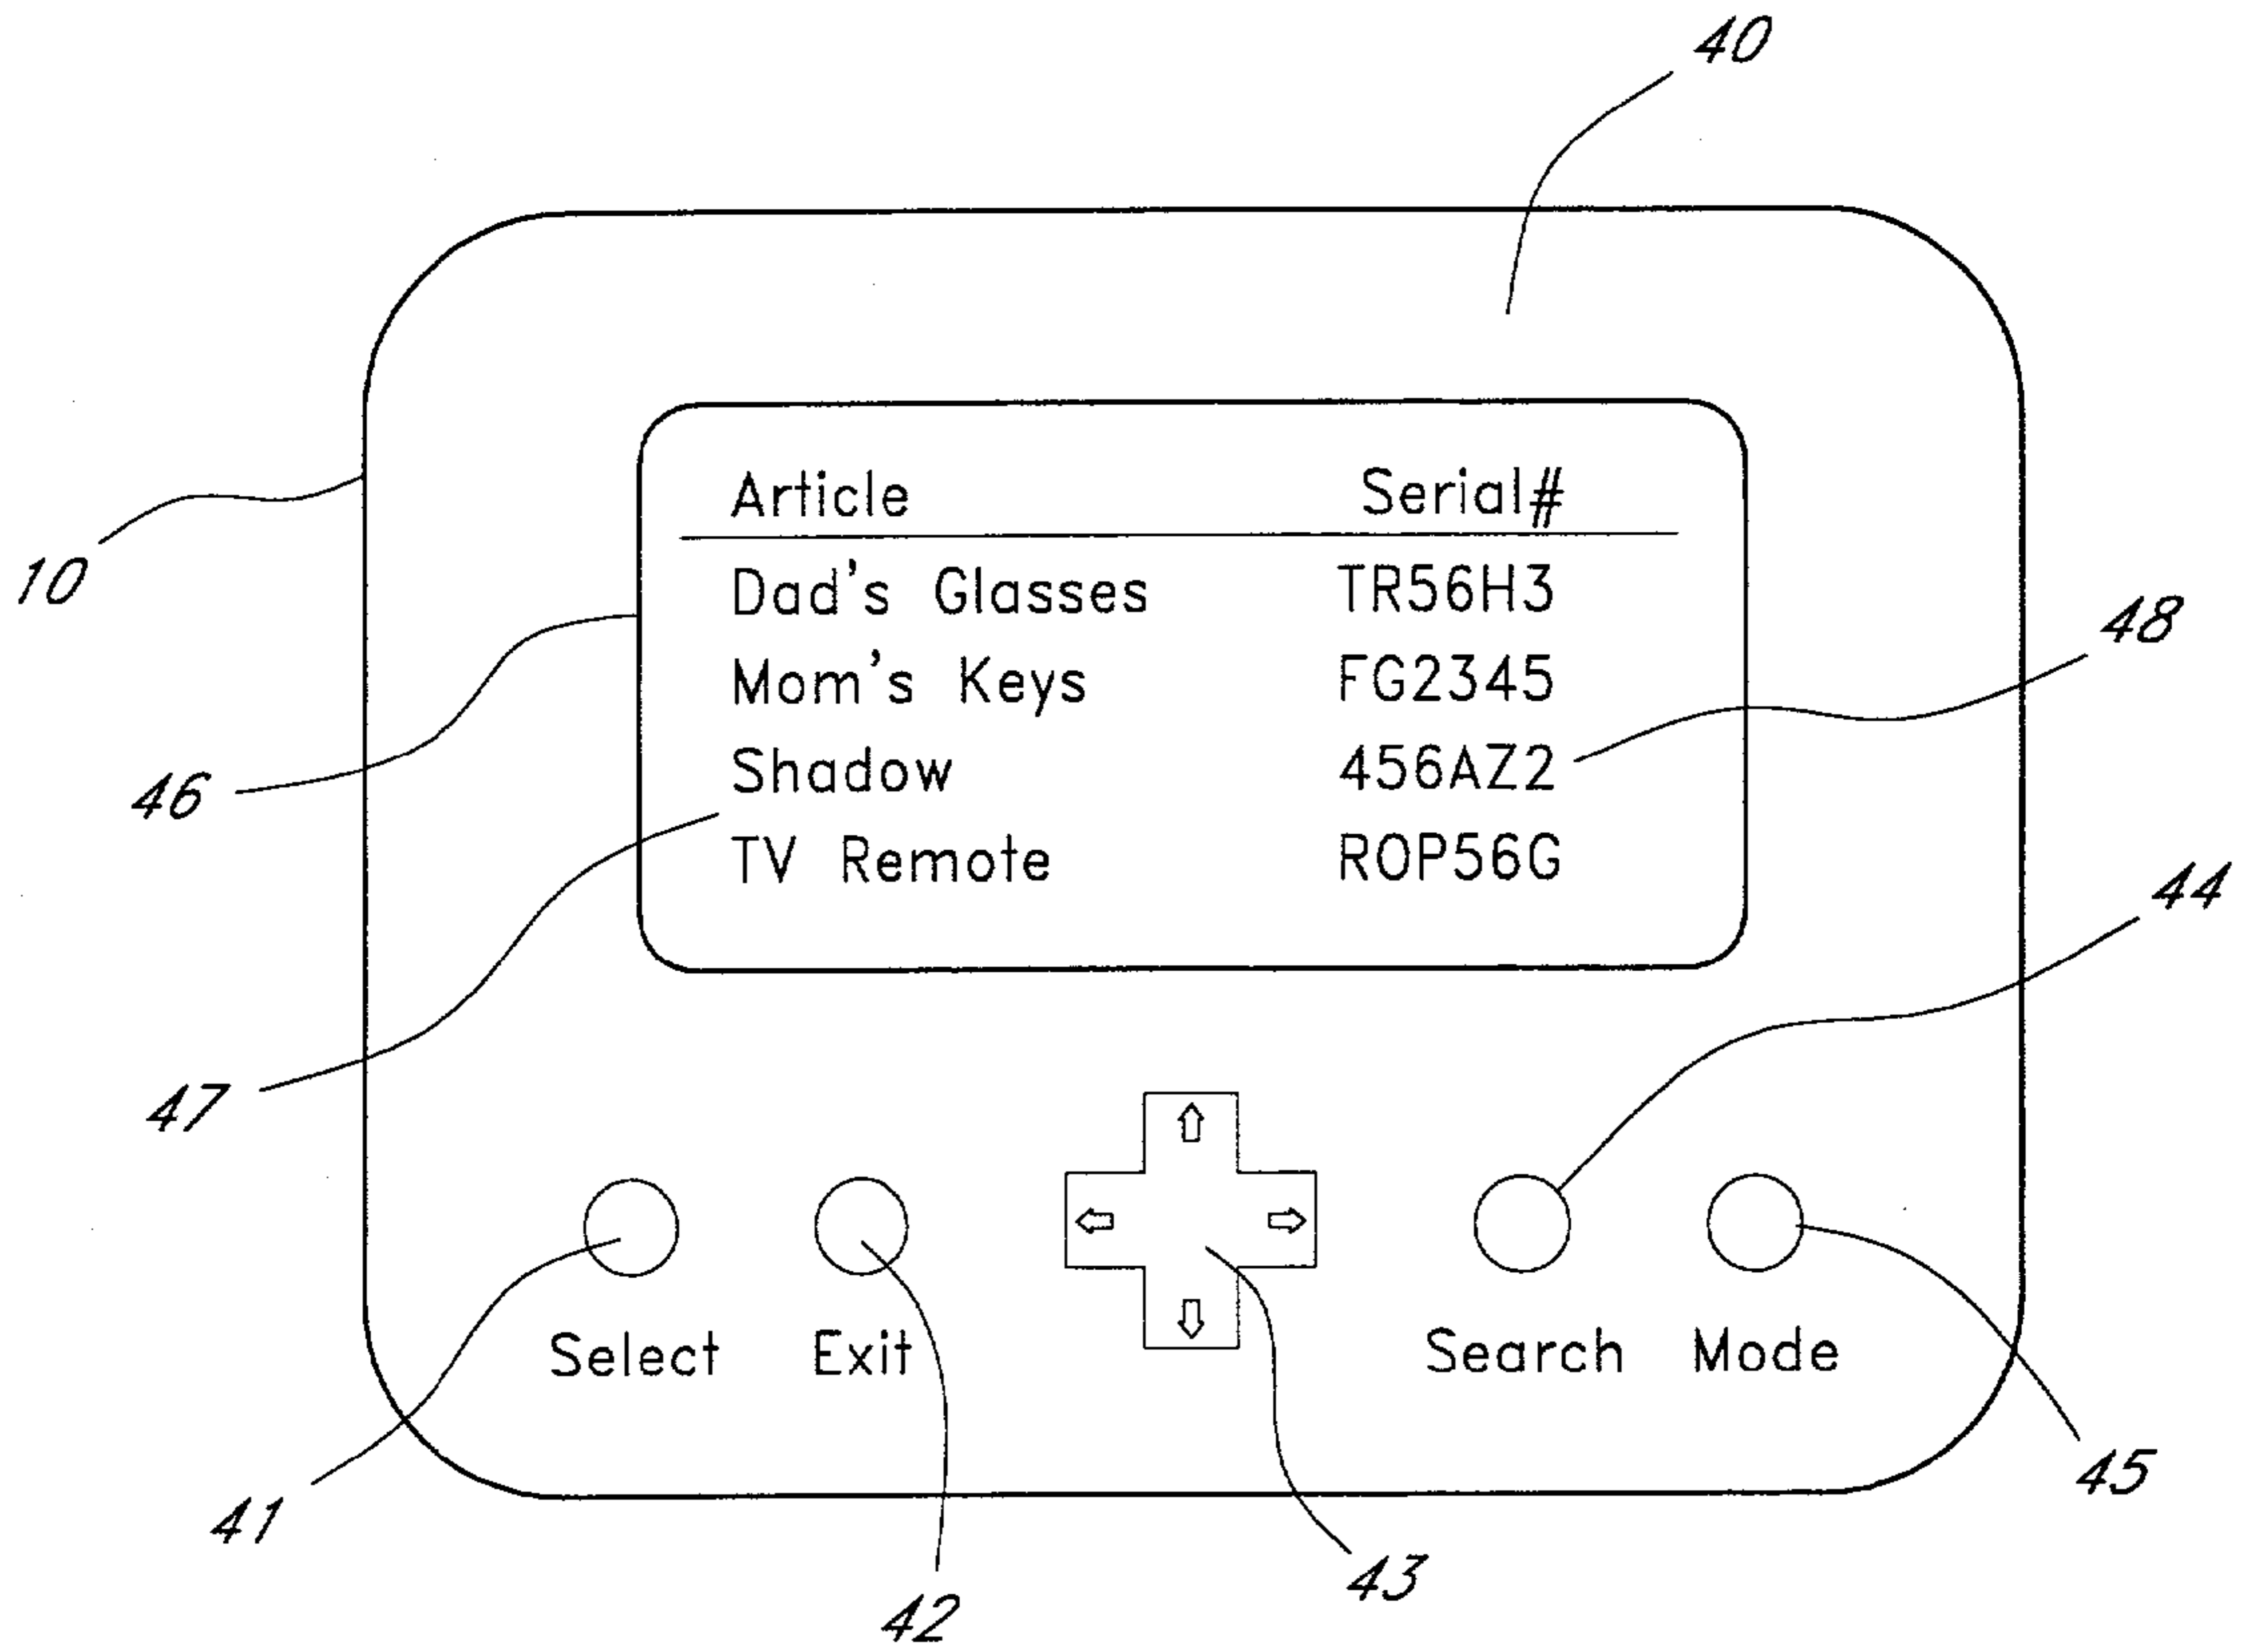 40
Article Serial#
10
Dad's Glasses TR56H3
48
Mom's Keys FG2345
46
Shadow 456AZ2
TV Remote ROP56G
44
47
Select Exit Search Mode
41
42
43
45